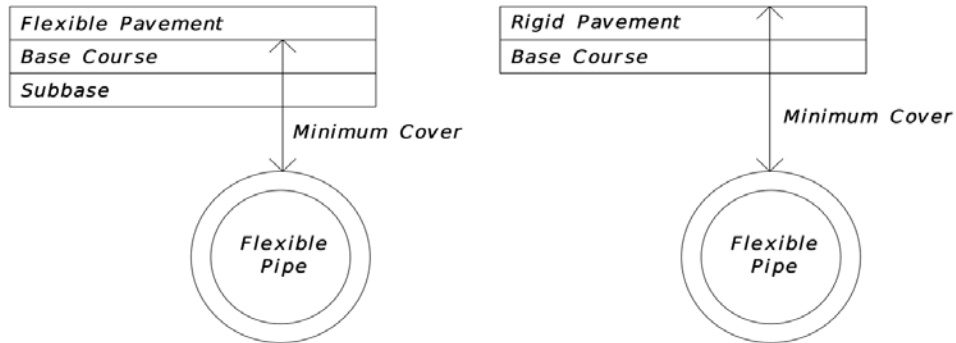 Flexible Pavement
Base Course
Subbase
Minimum Cover
Flexible
Pipe
Rigid Pavement
Base Course
Minimum Cover
Flexible
Pipe